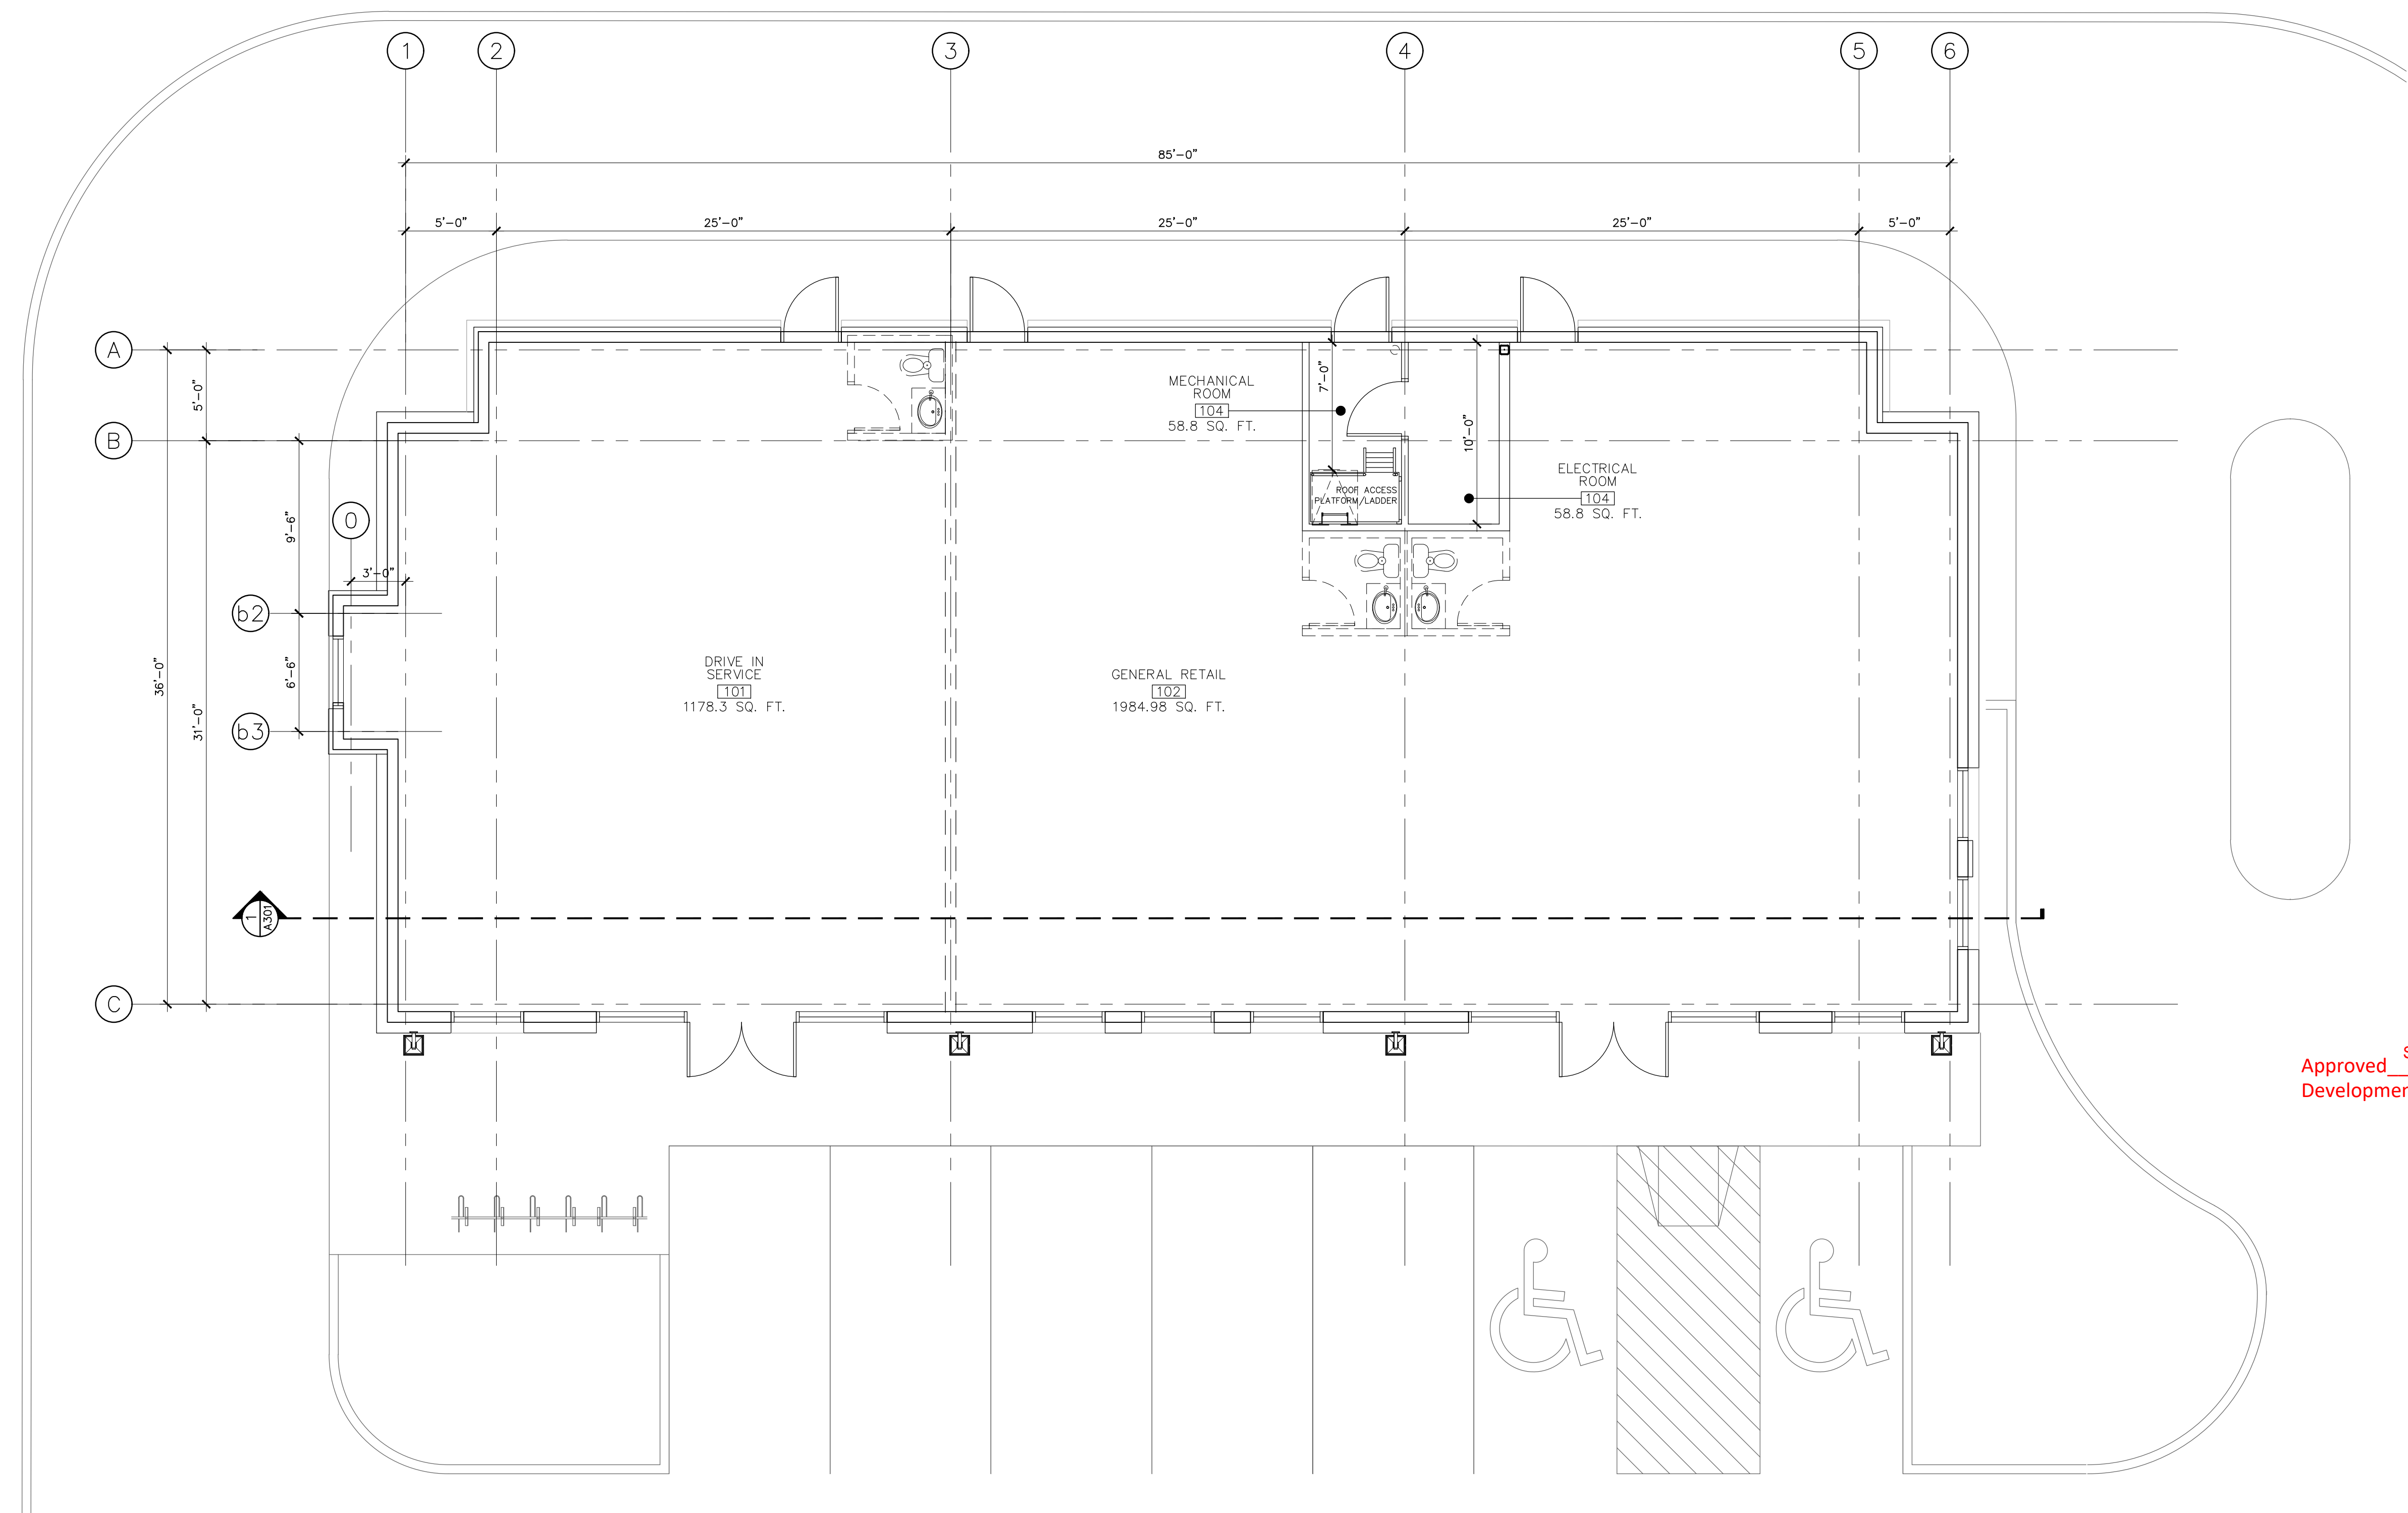 1 2 3 4 5 6
85'-0"
5'-0" 25'-0" 25'-0" 25'-0" 5'-0"
A
B
0
b2
b3
C
5'-0"
36'-0"
31'-0"
9'-6"
6'-6"
3'-0"
7'-0"
10'-0"
MECHANICAL
ROOM
104
58.8 SQ. FT.
ELECTRICAL
ROOM
104
58.8 SQ. FT.
ROOF ACCESS
PLATFORM/LADDER
DRIVE IN
SERVICE
101
1178.3 SQ. FT.
GENERAL RETAIL
102
1984.98 SQ. FT.
1
A301
Approved__